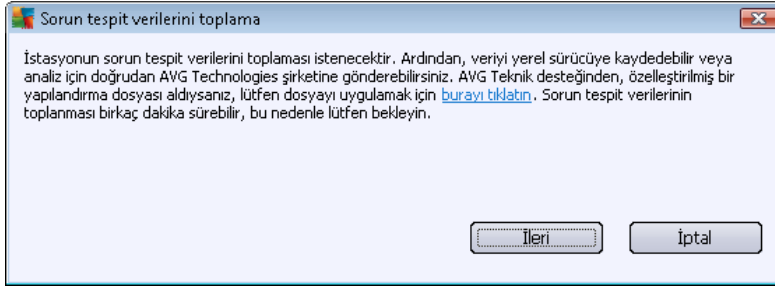 Sorun tespit verilerini toplama
İstasyonun sorun tespit verilerini toplaması istenecektir. Ardından, veriyi yerel sürücüye kaydedebilir veya
analiz için doğrudan AVG Technologies şirketine gönderebilirsiniz. AVG Teknik desteğinden, özelleştirilmiş bir
yapılandırma dosyası aldıysanız, lütfen dosyayı uygulamak için burayı tıklatın. Sorun tespit verilerinin
toplanması birkaç dakika sürebilir, bu nedenle lütfen bekleyin.
İleri
İptal